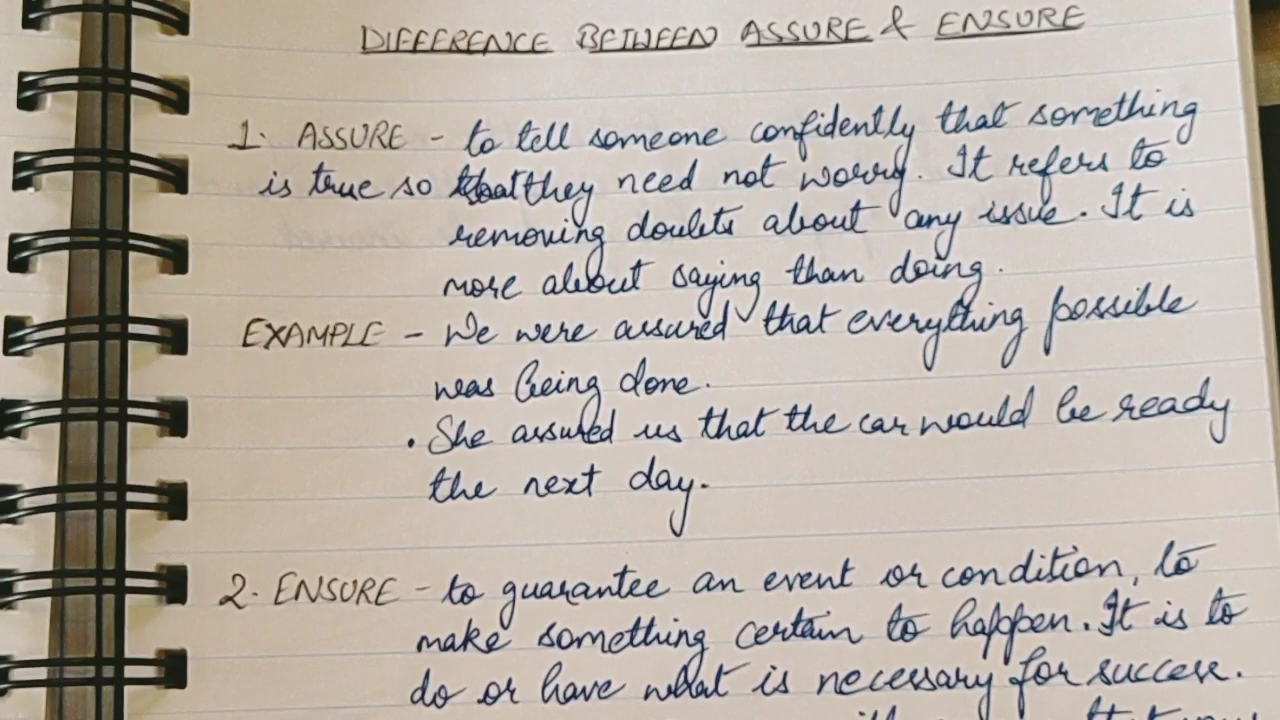 DIFFERENCE BETWEEN ASSURE & ENSURE
1. ASSURE - to tell someone confidently that something
is true so that they need not worry. It refers to
removing doubts about any issue. It is
more about saying than doing.
EXAMPLE - We were assured that everything possible
was being done.
• She assured us that the car would be ready
the next day.
2. ENSURE - to guarantee an event or condition, to
make something certain to happen. It is to
do or have what is necessary for success.